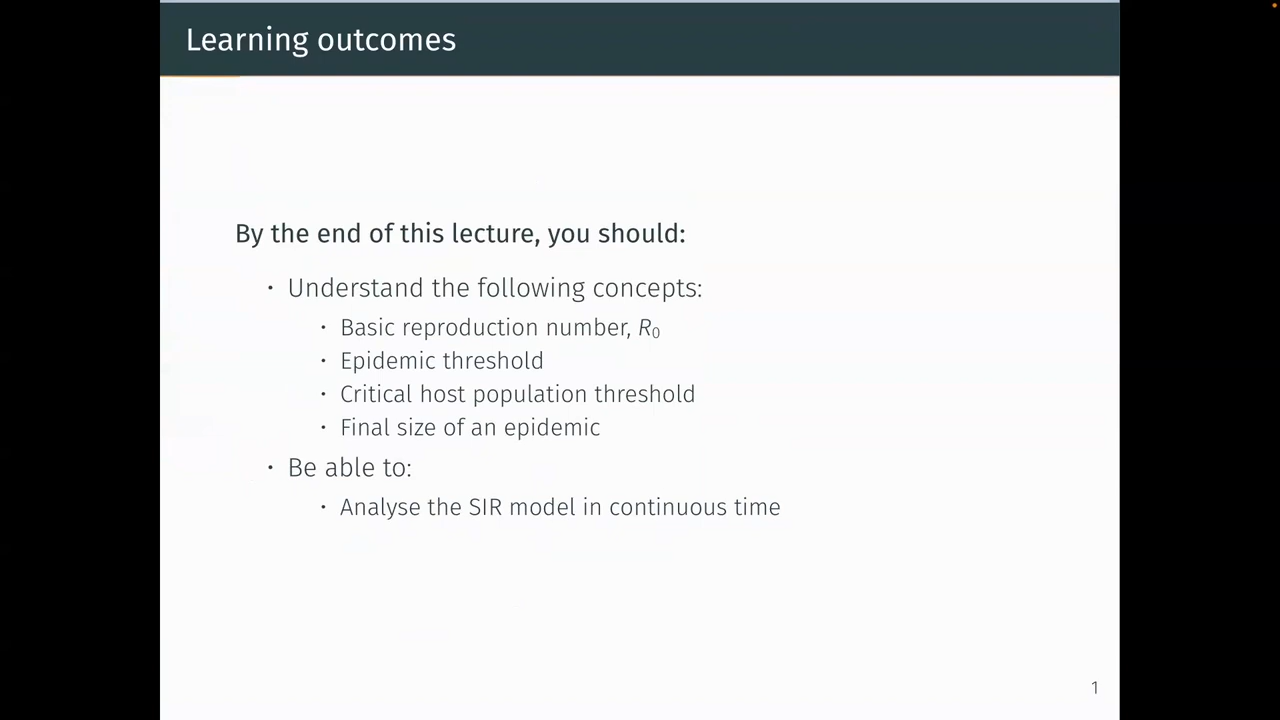 Learning outcomes
By the end of this lecture, you should:
· Understand the following concepts:
· Basic reproduction number, R₀
· Epidemic threshold
· Critical host population threshold
· Final size of an epidemic
· Be able to:
· Analyse the SIR model in continuous time
1